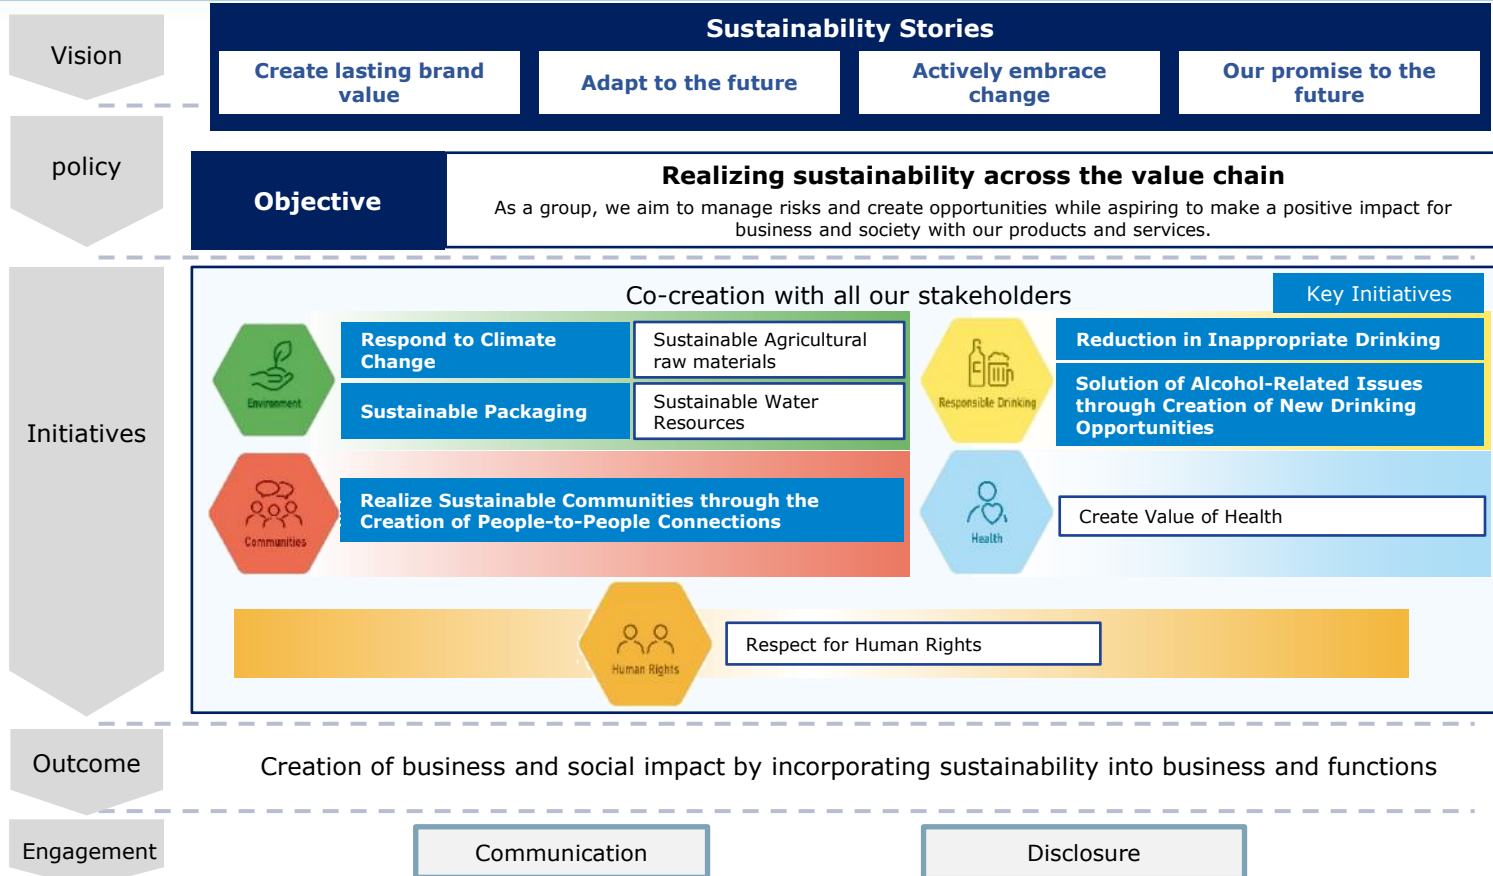 Vision
Sustainability Stories
Create lasting brand
value
Adapt to the future
Actively embrace
change
Our promise to the
future
policy
Objective
Realizing sustainability across the value chain
As a group, we aim to manage risks and create opportunities while aspiring to make a positive impact for
business and society with our products and services.
Initiatives
Co-creation with all our stakeholders
Key Initiatives
Environment
Respond to Climate
Change
Sustainable Agricultural
raw materials
Sustainable Packaging
Sustainable Water
Resources
Responsible Drinking
Reduction in Inappropriate Drinking
Solution of Alcohol-Related Issues
through Creation of New Drinking
Opportunities
Communities
Realize Sustainable Communities through the
Creation of People-to-People Connections
Health
Create Value of Health
Human Rights
Respect for Human Rights
Outcome
Creation of business and social impact by incorporating sustainability into business and functions
Engagement
Communication
Disclosure